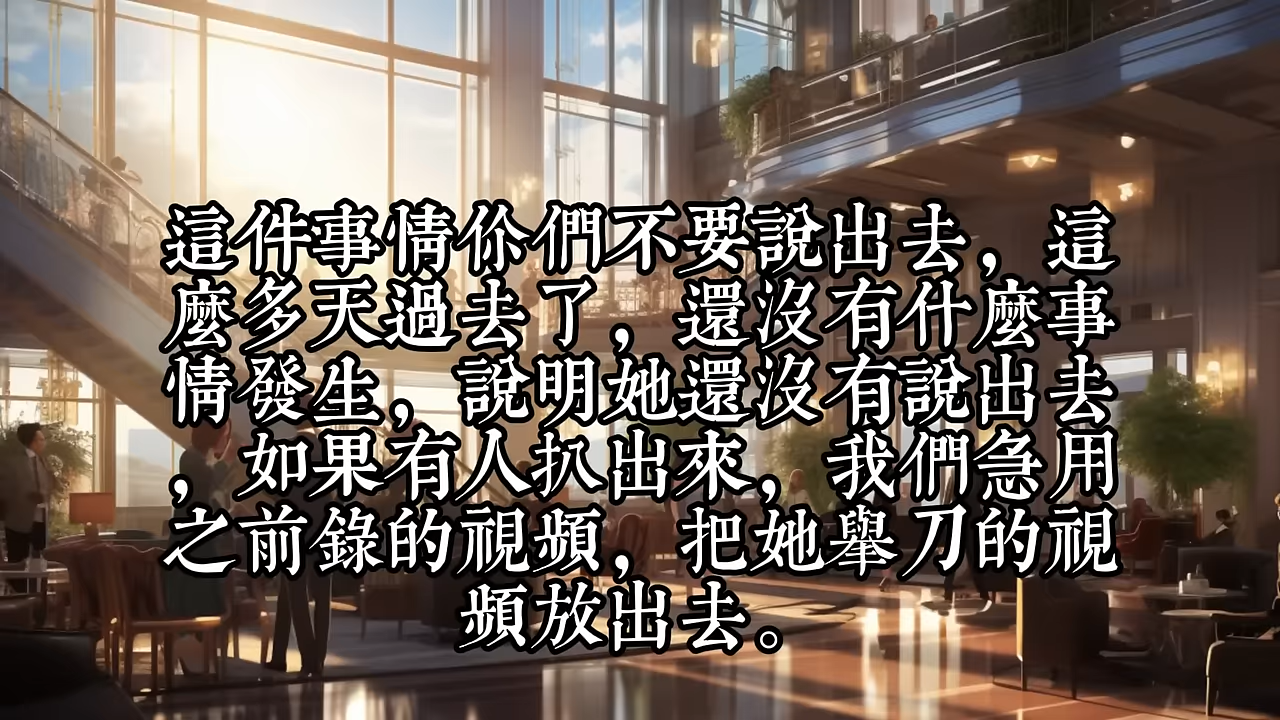 這件事情你們不要說出去，這
麼多天過去了，還沒有什麼事
情發生，說明她還沒有說出去
，如果有人扒出來，我們急用
之前錄的視頻，把她舉刀的視
頻放出去。